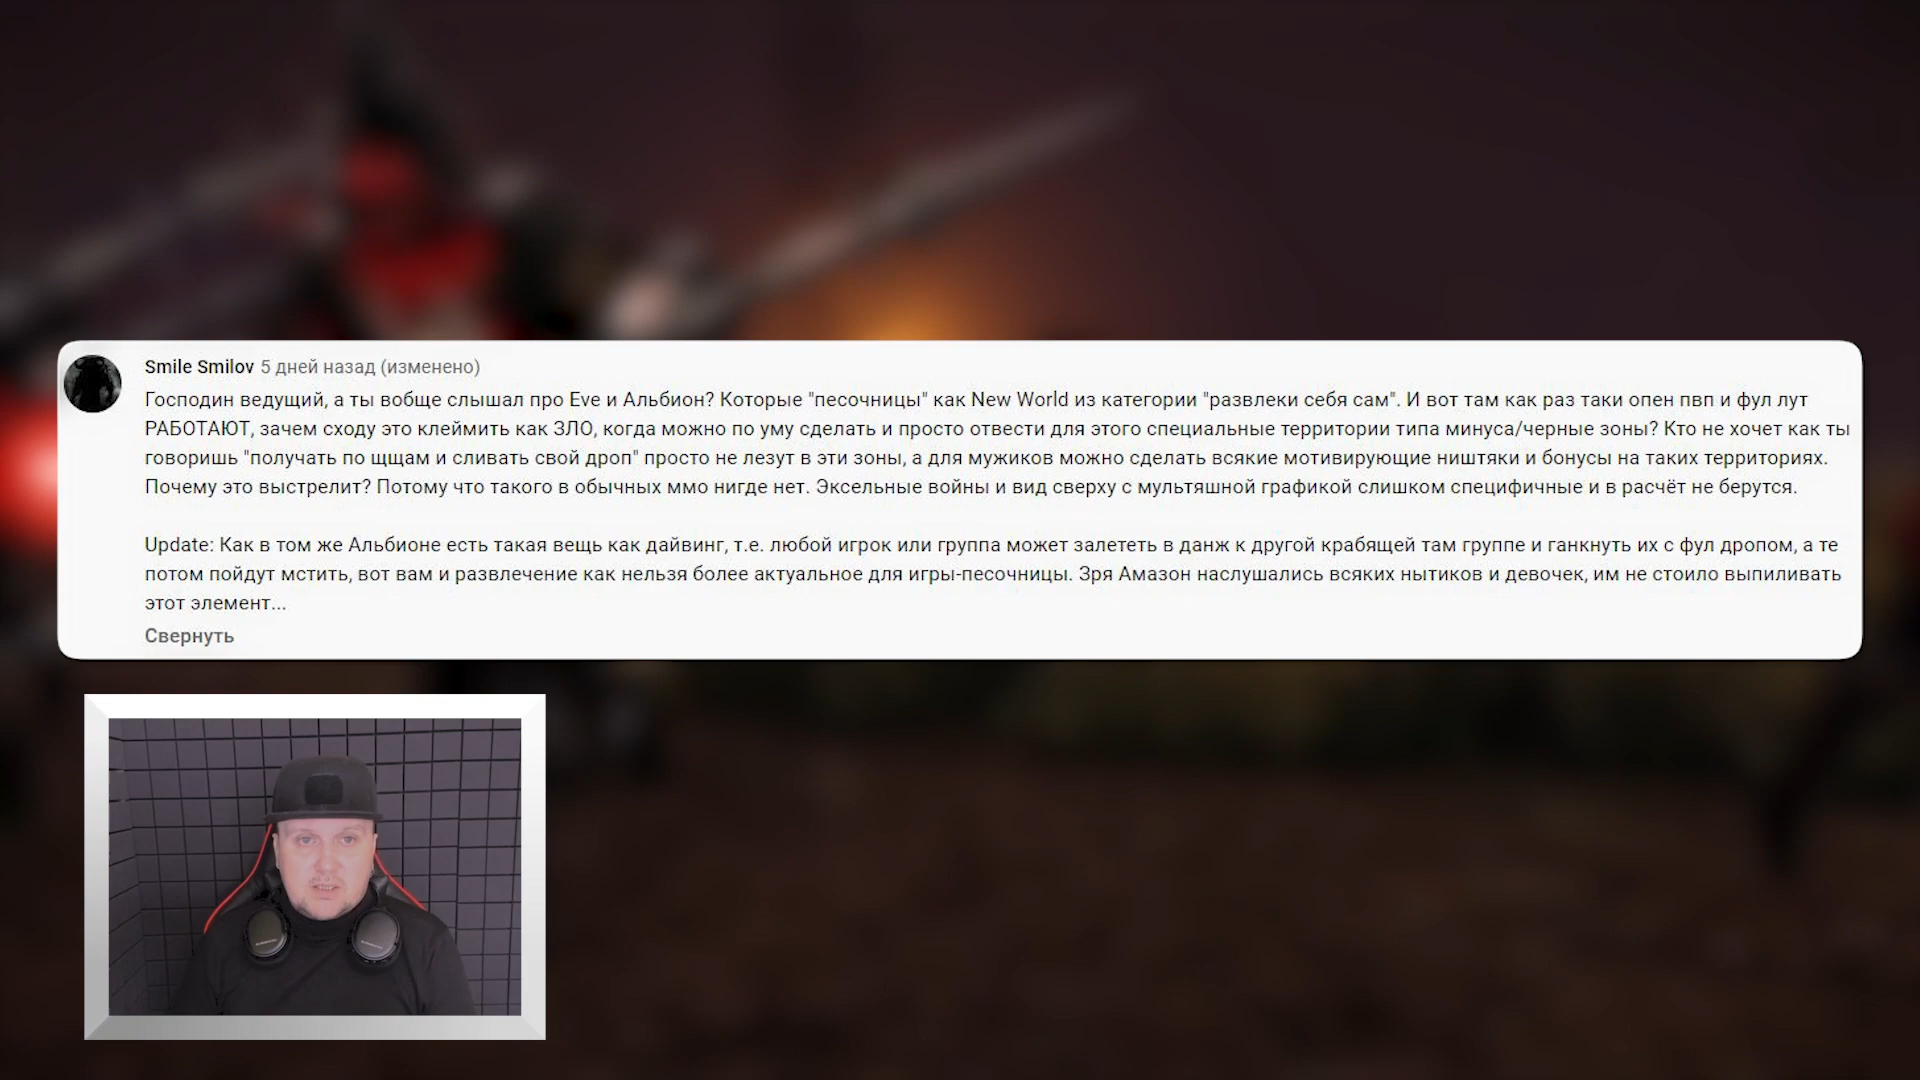 Smile Smilov 5 дней назад (изменено)
Господин ведущий, а ты вобще слышал про Eve и Альбион? Которые "песочницы" как New World из категории "развлеки себя сам". И вот там как раз таки опен пвп и фул лут
РАБОТАЮТ, зачем сходу это клеймить как ЗЛО, когда можно по уму сделать и просто отвести для этого специальные территории типа минуса/черные зоны? Кто не хочет как ты
говоришь "получать по щщам и сливать свой дроп" просто не лезут в эти зоны, а для мужиков можно сделать всякие мотивирующие ништяки и бонусы на таких территориях.
Почему это выстрелит? Потому что такого в обычных ммо нигде нет. Эксельные войны и вид сверху с мультяшной графикой слишком специфичные и в расчёт не берутся.
Update: Как в том же Альбионе есть такая вещь как дайвинг, т.е. любой игрок или группа может залететь в данж к другой крабящей там группе и ганкнуть их с фул дропом, а те
потом пойдут мстить, вот вам и развлечение как нельзя более актуальное для игры-песочницы. Зря Амазон наслушались всяких нытиков и девочек, им не стоило выпиливать
этот элемент...
Свернуть